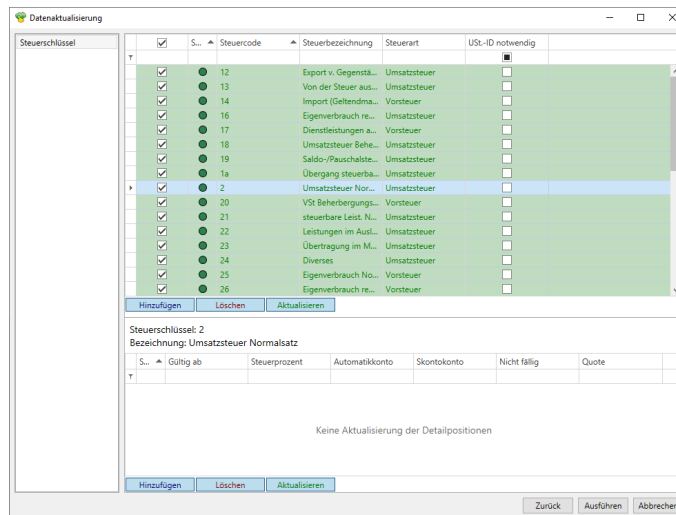 Datenaktualisierung
Steuerschlüssel
S... Steuercode Steuerbezeichnung Steuerart USt.-ID notwendig
12 Export v. Gegenstä... Umsatzsteuer
13 Von der Steuer aus... Umsatzsteuer
14 Import (Geltendma... Vorsteuer
16 Eigenverbrauch re... Umsatzsteuer
17 Dienstleistungen a... Vorsteuer
18 Umsatzsteuer Behe... Umsatzsteuer
19 Saldo-/Pauschalste... Umsatzsteuer
1a Übergang steuerba... Umsatzsteuer
2 Umsatzsteuer Nor... Umsatzsteuer
20 VSt Beherbergungs... Vorsteuer
21 steuerbare Leist. N... Umsatzsteuer
22 Leistungen im Ausl... Umsatzsteuer
23 Übertragung im M... Umsatzsteuer
24 Diverses Umsatzsteuer
25 Eigenverbrauch No... Vorsteuer
26 Eigenverbrauch re... Vorsteuer
Hinzufügen Löschen Aktualisieren
Steuerschlüssel: 2
Bezeichnung: Umsatzsteuer Normalsatz
S... Gültig ab Steuerprozent Automatikkonto Skontokonto Nicht fällig Quote
Keine Aktualisierung der Detailpositionen
Hinzufügen Löschen Aktualisieren
Zurück Ausführen Abbrechen